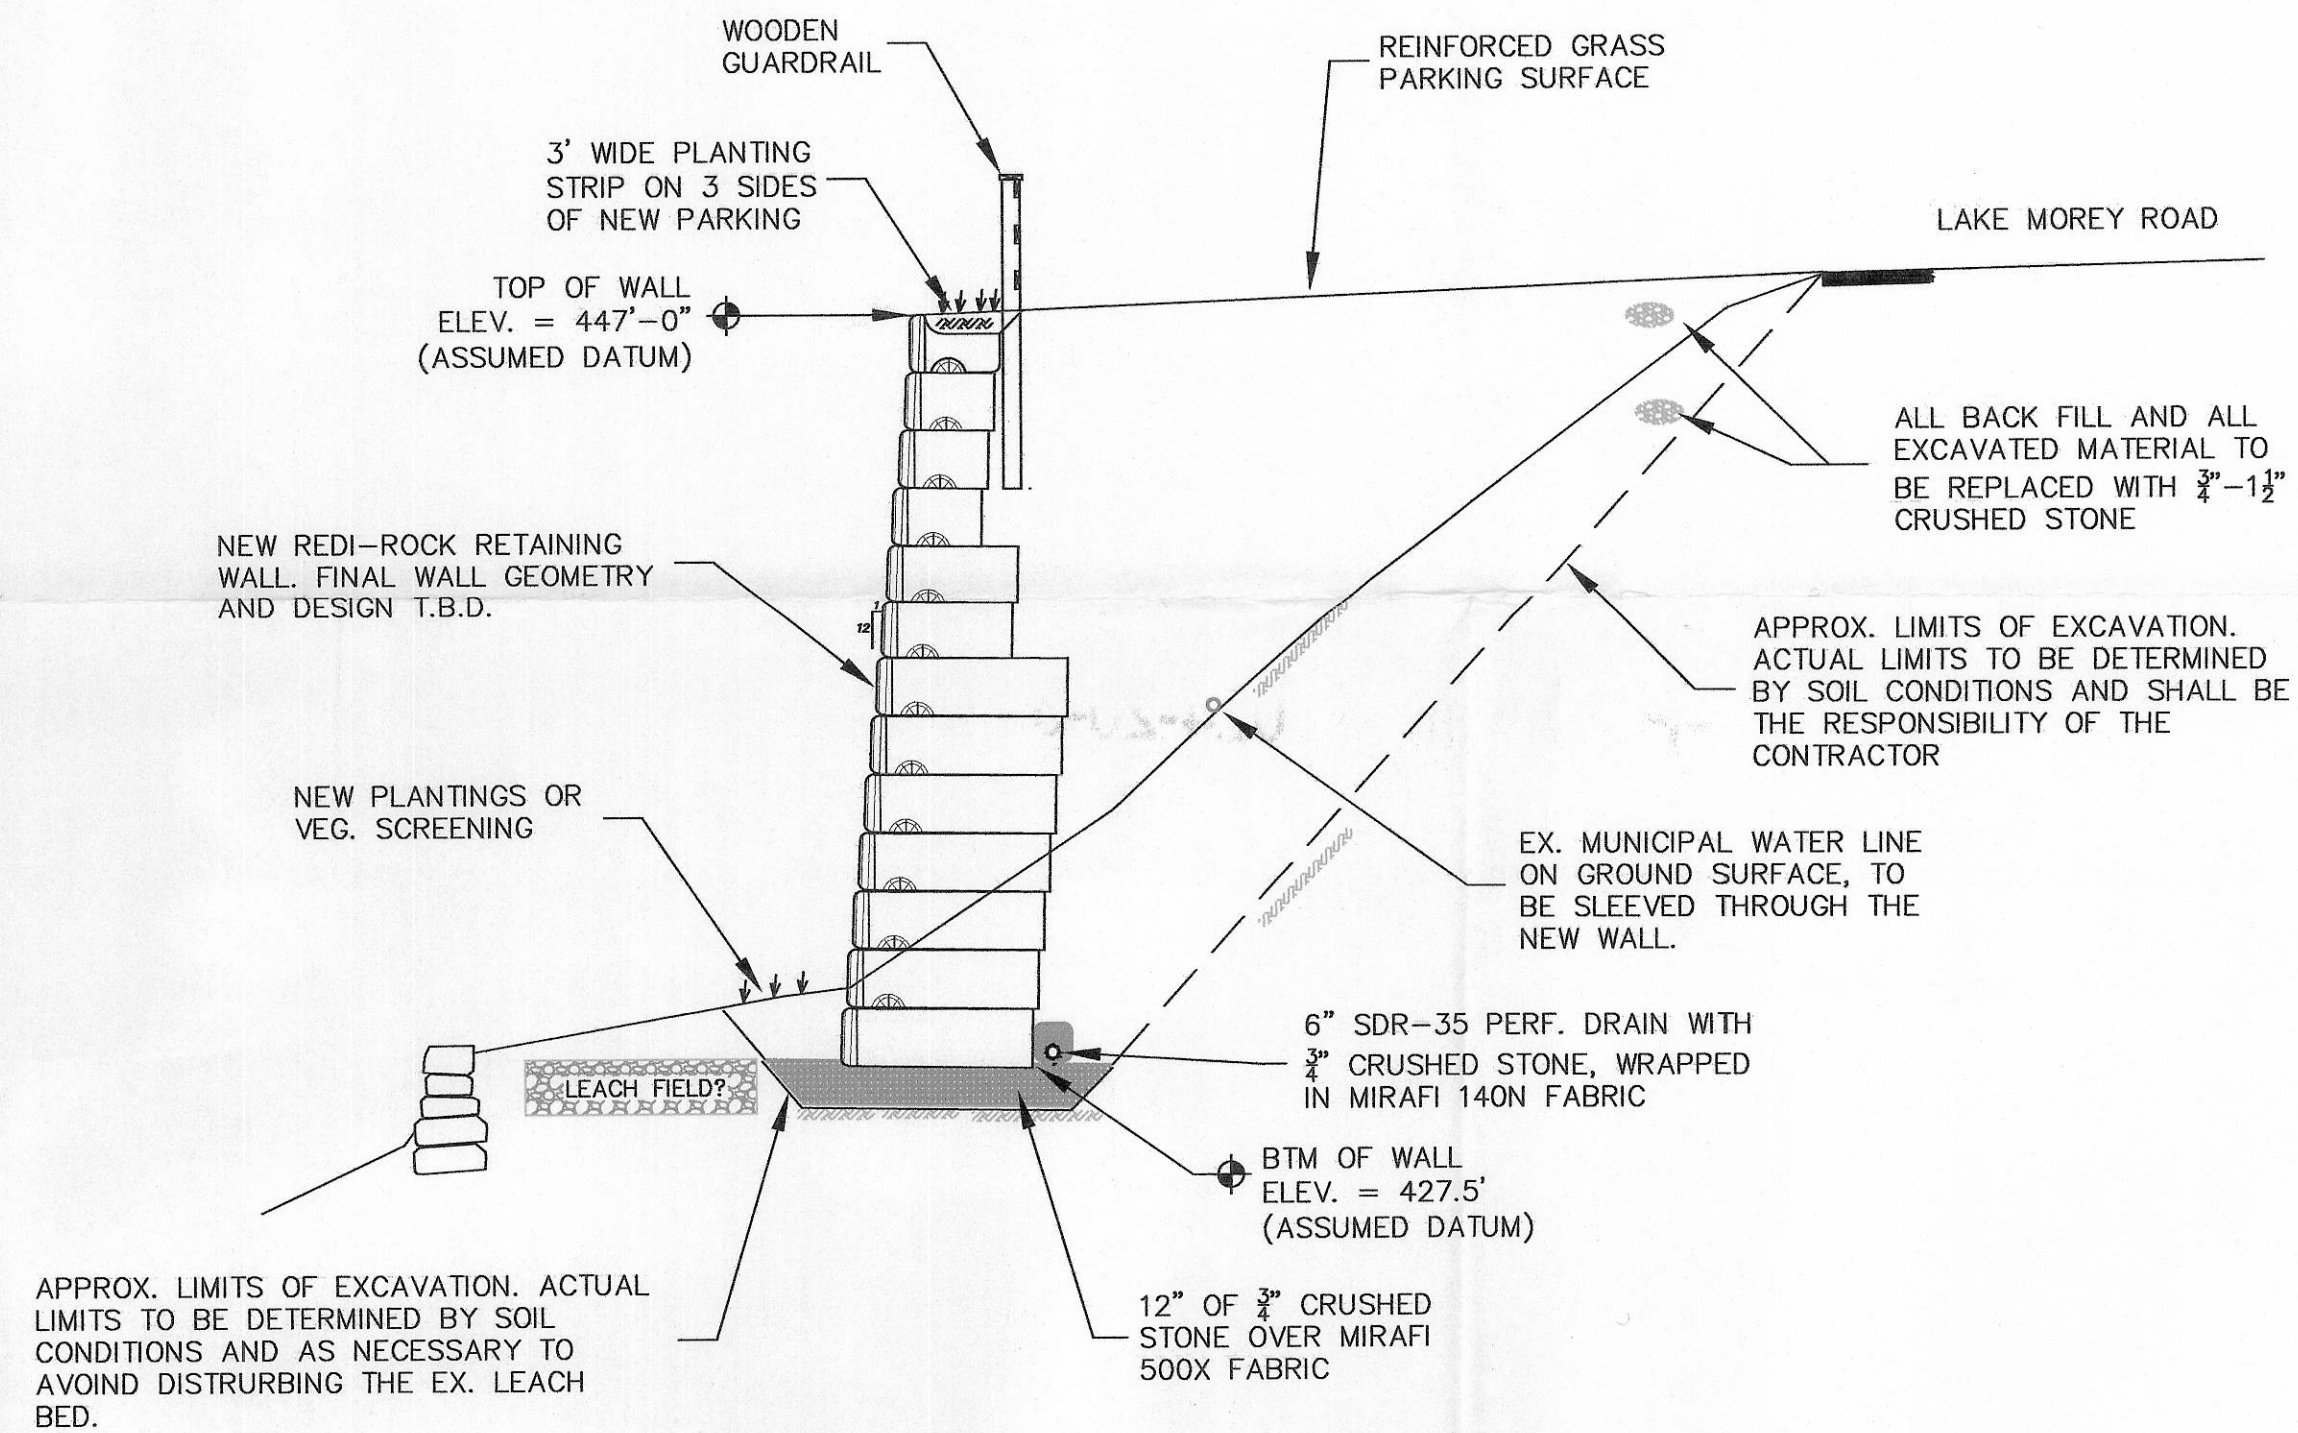 WOODEN
GUARDRAIL
REINFORCED GRASS
PARKING SURFACE
3' WIDE PLANTING
STRIP ON 3 SIDES
OF NEW PARKING
LAKE MOREY ROAD
TOP OF WALL
ELEV. = 447'-0"
(ASSUMED DATUM)
ALL BACK FILL AND ALL
EXCAVATED MATERIAL TO
BE REPLACED WITH 3/4"-1 1/2"
CRUSHED STONE
NEW REDI-ROCK RETAINING
WALL. FINAL WALL GEOMETRY
AND DESIGN T.B.D.
1
12
APPROX. LIMITS OF EXCAVATION.
ACTUAL LIMITS TO BE DETERMINED
BY SOIL CONDITIONS AND SHALL BE
THE RESPONSIBILITY OF THE
CONTRACTOR
NEW PLANTINGS OR
VEG. SCREENING
EX. MUNICIPAL WATER LINE
ON GROUND SURFACE, TO
BE SLEEVED THROUGH THE
NEW WALL.
6" SDR-35 PERF. DRAIN WITH
3/4" CRUSHED STONE, WRAPPED
IN MIRAFI 140N FABRIC
LEACH FIELD?
BTM OF WALL
ELEV. = 427.5'
(ASSUMED DATUM)
APPROX. LIMITS OF EXCAVATION. ACTUAL
LIMITS TO BE DETERMINED BY SOIL
CONDITIONS AND AS NECESSARY TO
AVOIND DISTRURBING THE EX. LEACH
BED.
12" OF 3/4" CRUSHED
STONE OVER MIRAFI
500X FABRIC